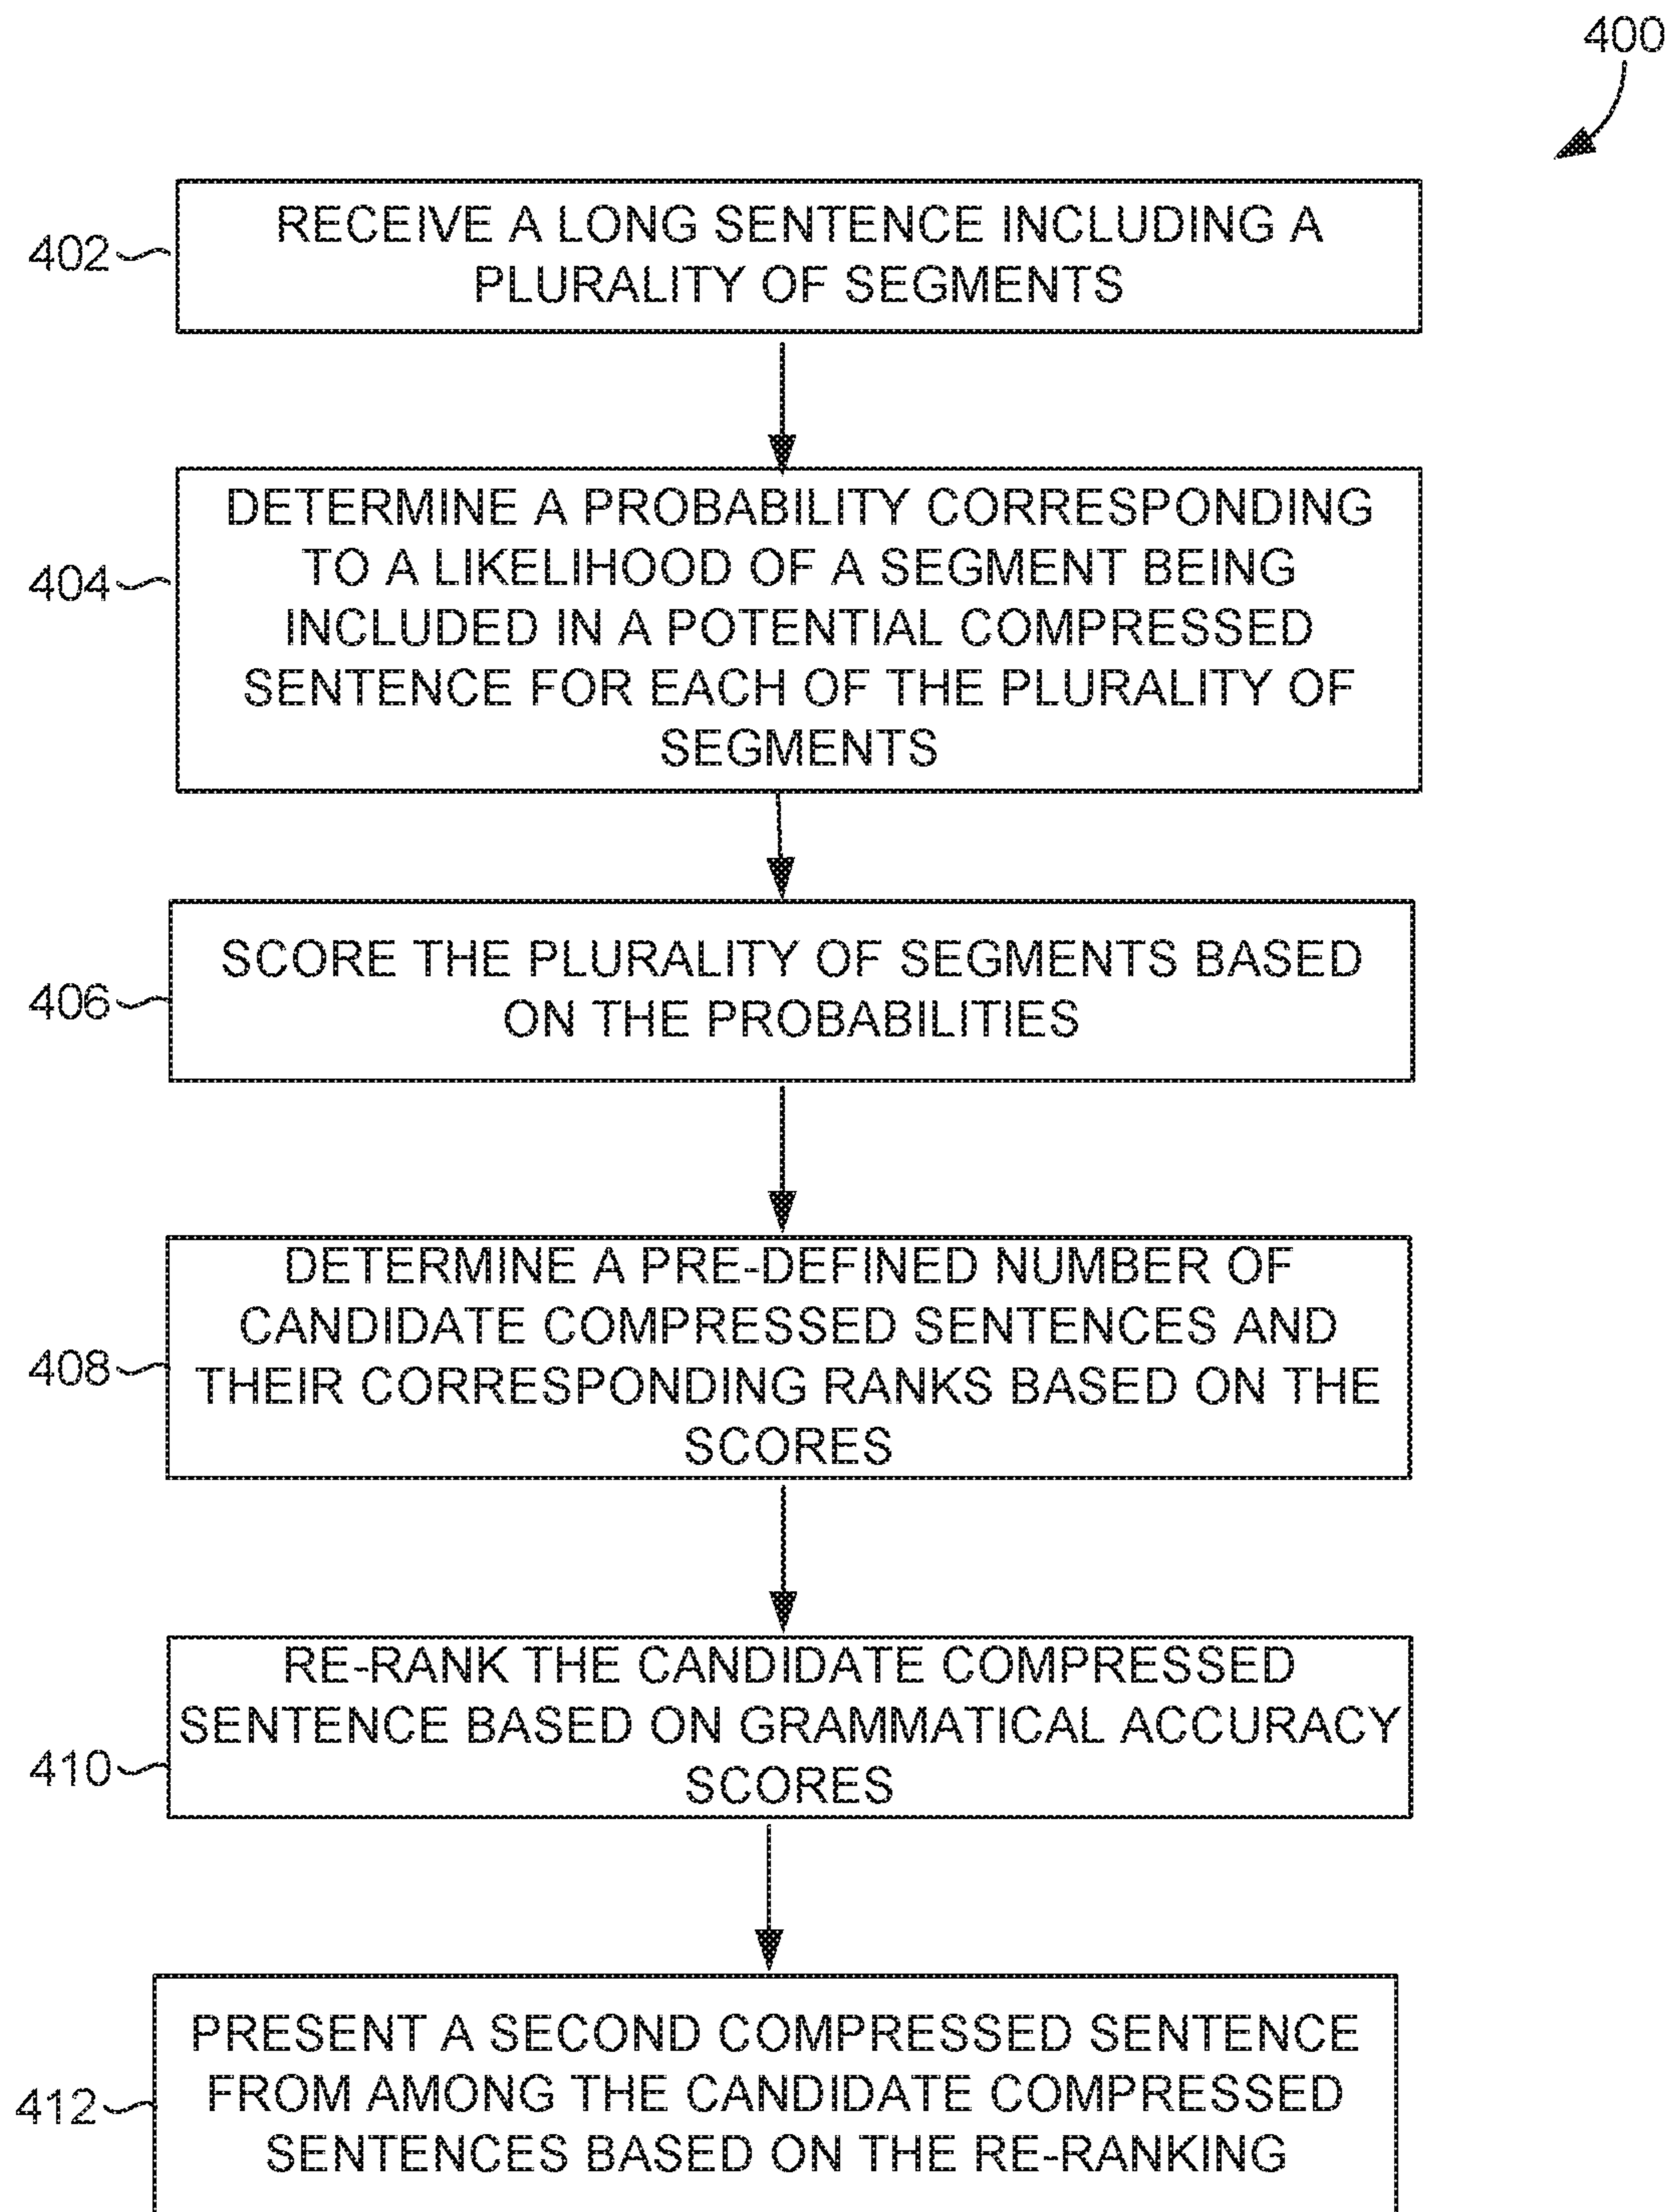 400
402
RECEIVE A LONG SENTENCE INCLUDING A
PLURALITY OF SEGMENTS
404
DETERMINE A PROBABILITY CORRESPONDING
TO A LIKELIHOOD OF A SEGMENT BEING
INCLUDED IN A POTENTIAL COMPRESSED
SENTENCE FOR EACH OF THE PLURALITY OF
SEGMENTS
406
SCORE THE PLURALITY OF SEGMENTS BASED
ON THE PROBABILITIES
408
DETERMINE A PRE-DEFINED NUMBER OF
CANDIDATE COMPRESSED SENTENCES AND
THEIR CORRESPONDING RANKS BASED ON THE
SCORES
410
RE-RANK THE CANDIDATE COMPRESSED
SENTENCE BASED ON GRAMMATICAL ACCURACY
SCORES
412
PRESENT A SECOND COMPRESSED SENTENCE
FROM AMONG THE CANDIDATE COMPRESSED
SENTENCES BASED ON THE RE-RANKING